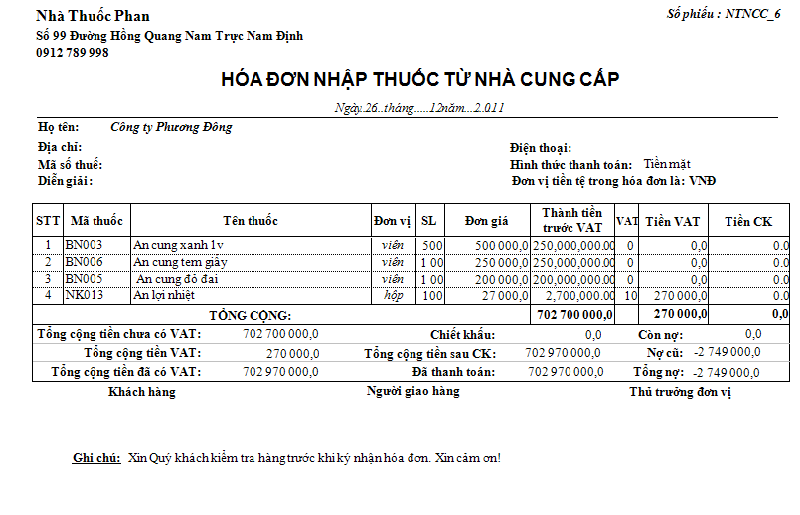 Nhà Thuốc Phan
Số phiếu : NTNCC_6
Số 99 Đường Hồng Quang Nam Trực Nam Định
0912 789 998
HÓA ĐƠN NHẬP THUỐC TỪ NHÀ CUNG CẤP
Ngày.26..tháng.....12năm...2.011
Họ tên: Công ty Phương Đông
Địa chỉ: Điện thoại:
Mã số thuế: Hình thức thanh toán: Tiền mặt
Diễn giải: Đơn vị tiền tệ trong hóa đơn là: VNĐ
STT Mã thuốc Tên thuốc Đơn vị SL Đơn giá Thành tiền trước VAT VAT Tiền VAT Tiền CK
1 BN003 An cung xanh 1v viên 500 500 000,0 250,000,000.00 0 0,0 0.0
2 BN006 An cung tem giấy viên 1 00 250 000,0 250,000,000.00 0 0,0 0.0
3 BN005 An cung đỏ đai viên 1 00 200 000,0 200,000,000.00 0 0,0 0.0
4 NK013 An lợi nhiệt hộp 100 27 000,0 2,700,000.00 10 270 000,0 0.0
TỔNG CỘNG: 702 700 000,0 270 000,0 0,0
Tổng cộng tiền chưa có VAT: 702 700 000,0 Chiết khấu: 0,0 Còn nợ: 0,0
Tổng cộng tiền VAT: 270 000,0 Tổng cộng tiền sau CK: 702 970 000,0 Nợ cũ: -2 749 000,0
Tổng cộng tiền đã có VAT: 702 970 000,0 Đã thanh toán: 702 970 000,0 Tổng nợ: -2 749 000,0
Khách hàng Người giao hàng Thủ trưởng đơn vị
Ghi chú: Xin Quý khách kiểm tra hàng trước khi ký nhận hóa đơn. Xin cảm ơn!